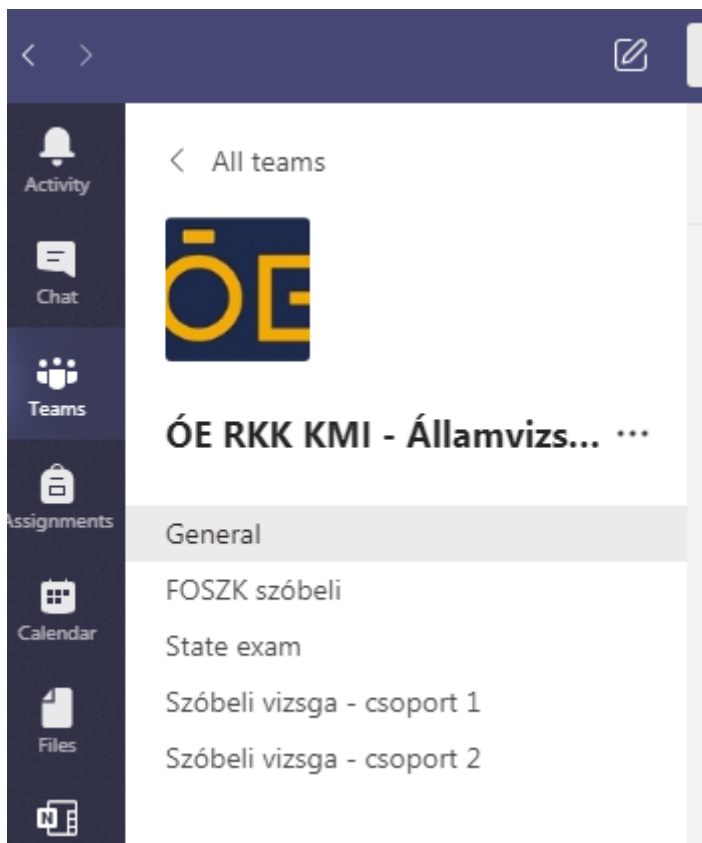 Activity
Chat
Teams
Assignments
Calendar
Files
All teams
ÓE
ÓE RKK KMI - Államvizs... ···
General
FOSZK szóbeli
State exam
Szóbeli vizsga - csoport 1
Szóbeli vizsga - csoport 2
N